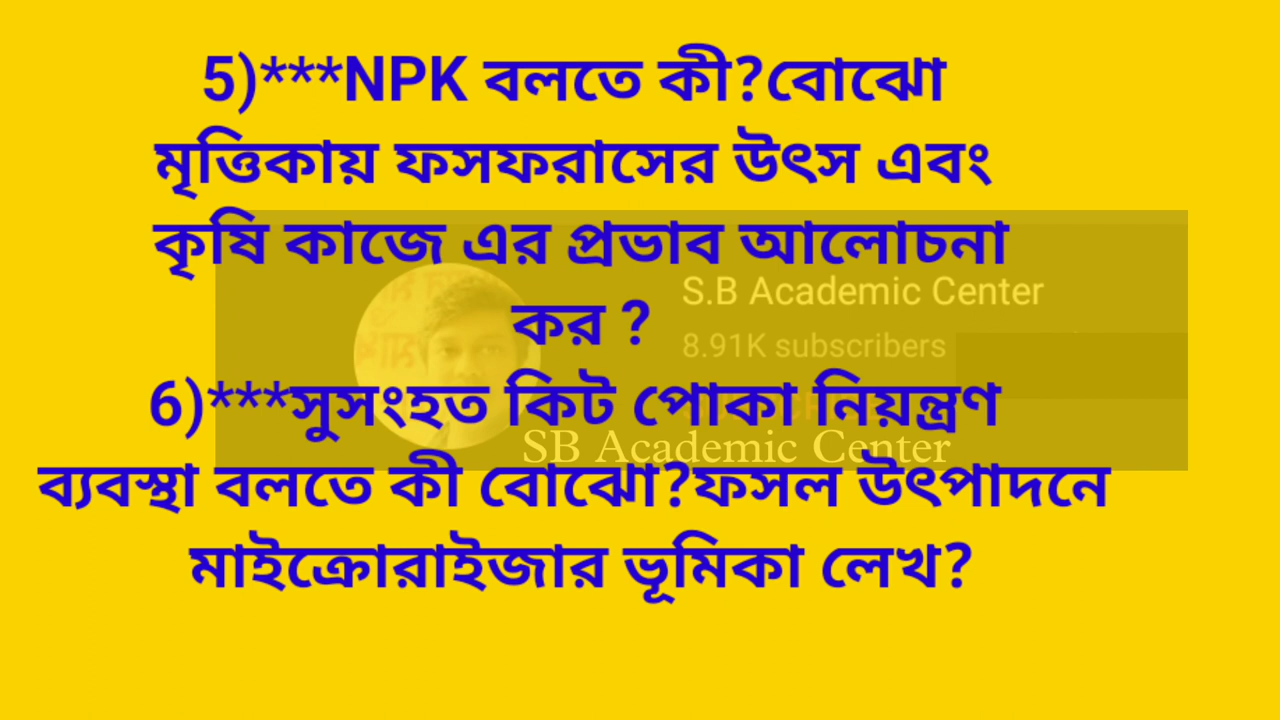 5)***NPK বলতে কী?বোঝো
মৃত্তিকায় ফসফরাসের উৎস এবং
কৃষি কাজে এর প্রভাব আলোচনা
কর ?
S.B Academic Center
8.91K subscribers
6)***সুসংহত কিট পোকা নিয়ন্ত্রণ
SB Academic Center
ব্যবস্থা বলতে কী বোঝো?ফসল উৎপাদনে
মাইক্রোরাইজার ভূমিকা লেখ?